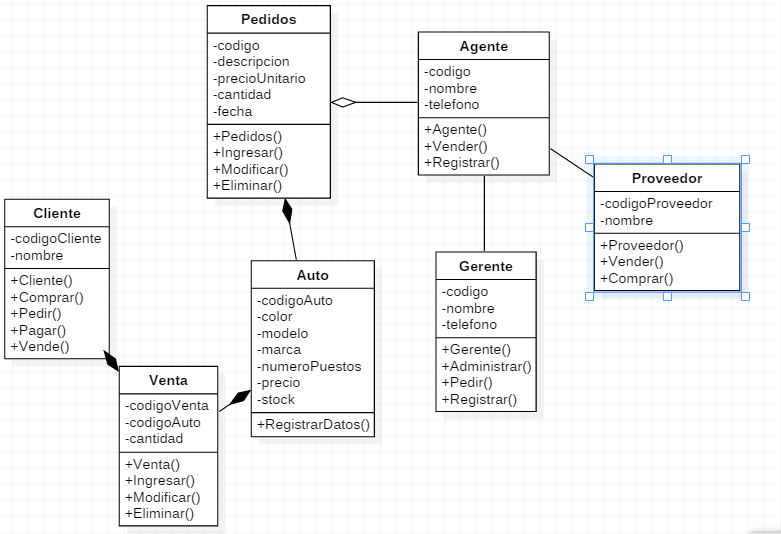 Pedidos
-codigo
-descripcion
-precioUnitario
-cantidad
-fecha
+Pedidos()
+Ingresar()
+Modificar()
+Eliminar()
Agente
-codigo
-nombre
-telefono
+Agente()
+Vender()
+Registrar()
Proveedor
-codigoProveedor
-nombre
+Proveedor()
+Vender()
+Comprar()
Cliente
-codigoCliente
-nombre
+Cliente()
+Comprar()
+Pedir()
+Pagar()
+Vende()
Auto
-codigoAuto
-color
-modelo
-marca
-numeroPuestos
-precio
-stock
+RegistrarDatos()
Gerente
-codigo
-nombre
-telefono
+Gerente()
+Administrar()
+Pedir()
+Registrar()
Venta
-codigoVenta
-codigoAuto
-cantidad
+Venta()
+Ingresar()
+Modificar()
+Eliminar()